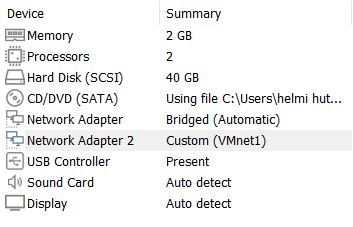 Device Summary
Memory 2 GB
Processors 2
Hard Disk (SCSI) 40 GB
CD/DVD (SATA) Using file C:\Users\helmi hut...
Network Adapter Bridged (Automatic)
Network Adapter 2 Custom (VMnet1)
USB Controller Present
Sound Card Auto detect
Display Auto detect